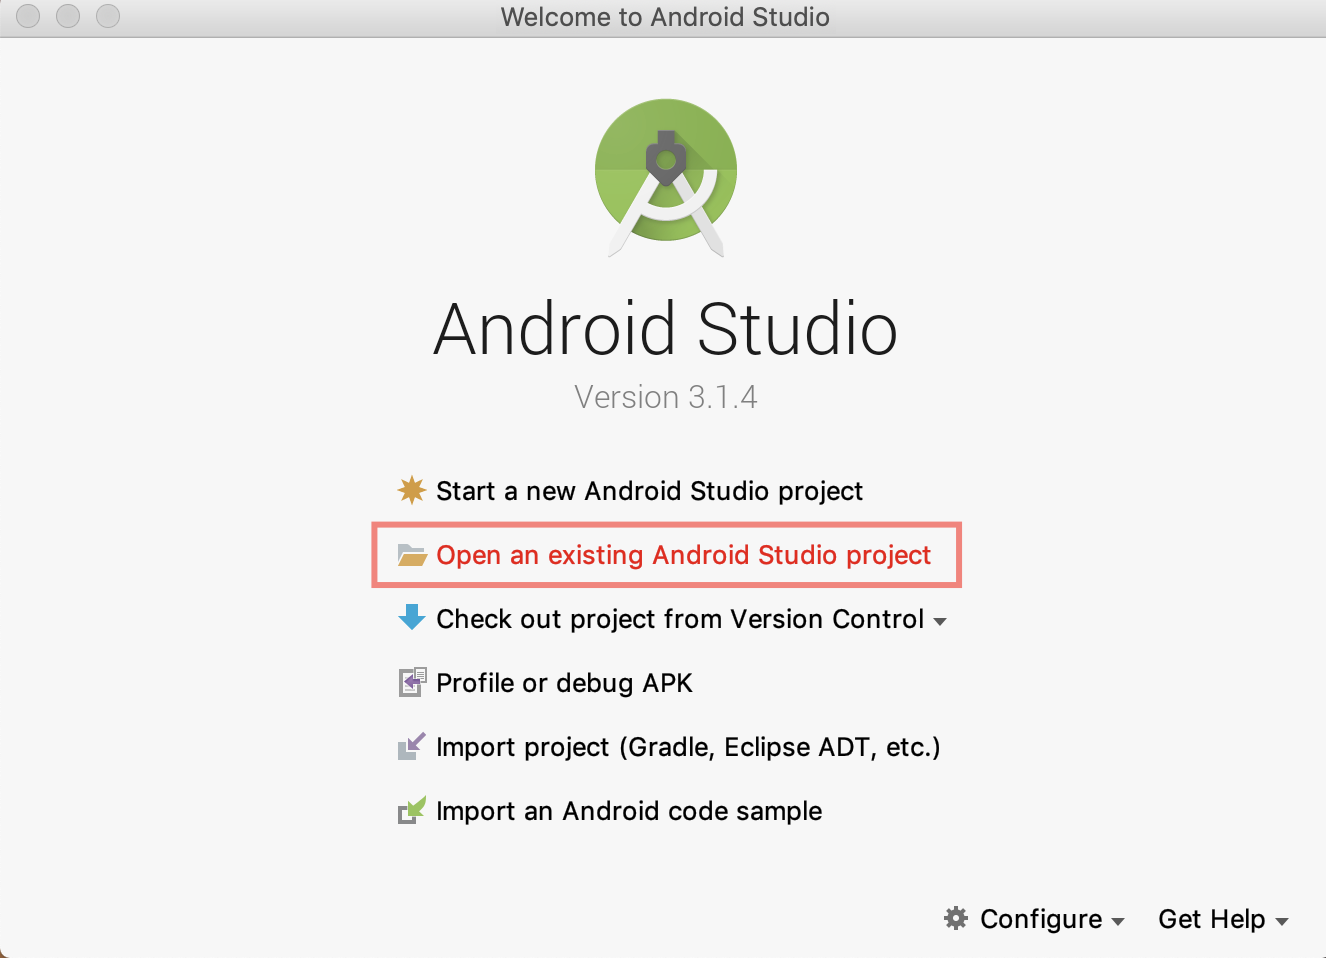 Welcome to Android Studio
Android Studio
Version 3.1.4
Start a new Android Studio project
Open an existing Android Studio project
Check out project from Version Control
Profile or debug APK
Import project (Gradle, Eclipse ADT, etc.)
Import an Android code sample
Configure
Get Help